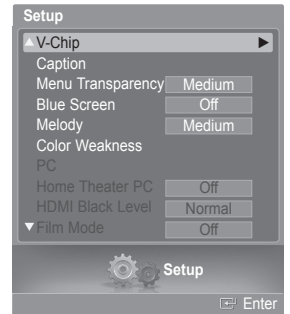 Setup
V-Chip
Caption
Menu Transparency Medium
Blue Screen Off
Melody Medium
Color Weakness
PC
Home Theater PC Off
HDMI Black Level Normal
Film Mode Off
Setup
Enter